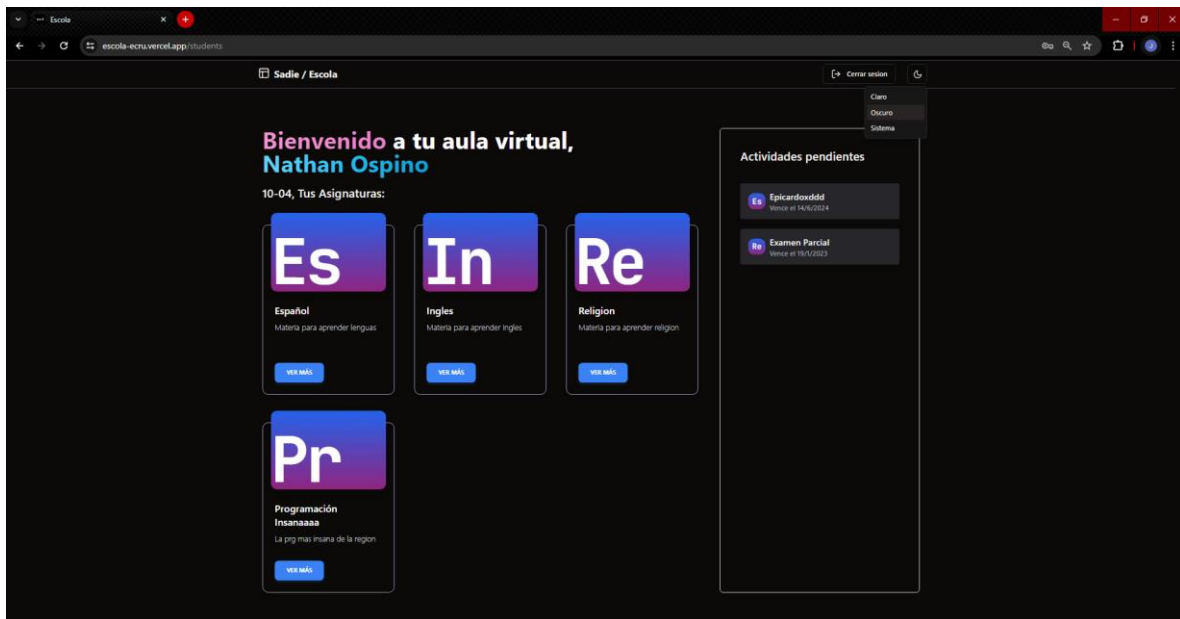 Escola
escola-ecru.vercel.app/students
Sadie / Escola
Cerrar sesion
Claro
Oscuro
Sistema
Bienvenido a tu aula virtual,
Nathan Ospino
10-04, Tus Asignaturas:
Es
Español
Materia para aprender lenguas
VER MÁS
In
Ingles
Materia para aprender Ingles
VER MÁS
Re
Religion
Materia para aprender religion
VER MÁS
Pr
Programación
Insanaaaa
La prg mas insana de la region
VER MÁS
Actividades pendientes
Es
Epicardoxddd
Vence el 14/6/2024
Re
Examen Parcial
Vence el 19/1/2023